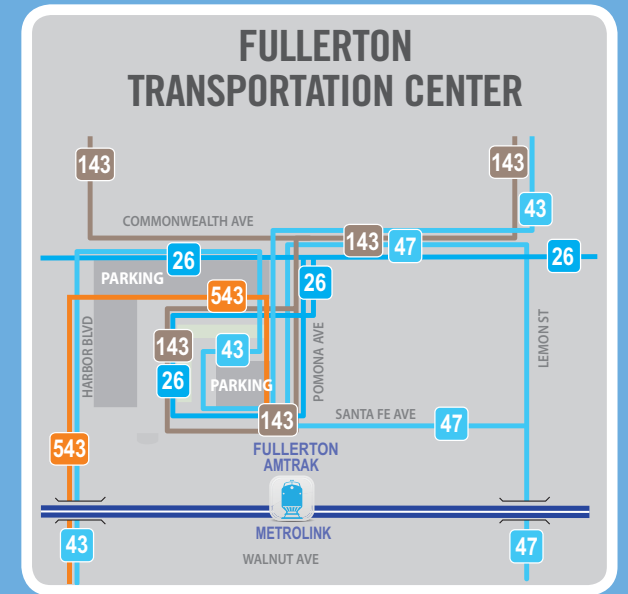 FULLERTON
TRANSPORTATION CENTER
143
143
43
COMMONWEALTH AVE
143
47
26
26
PARKING
26
543
HARBOR BLVD
143
43
POMONA AVE
LEMON ST
26
PARKING
143
SANTA FE AVE
47
543
FULLERTON
AMTRAK
METROLINK
43
47
WALNUT AVE